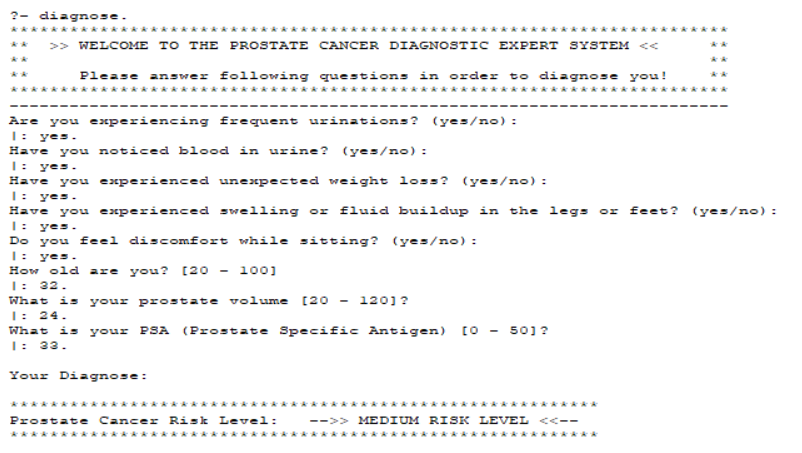 ?- diagnose.
************************************************************************
**  >> WELCOME TO THE PROSTATE CANCER DIAGNOSTIC EXPERT SYSTEM <<     **
**                                                                    **
**     Please answer following questions in order to diagnose you!    **
************************************************************************
------------------------------------------------------------------------
Are you experiencing frequent urinations? (yes/no):
|: yes.
Have you noticed blood in urine? (yes/no):
|: yes.
Have you experienced unexpected weight loss? (yes/no):
|: yes.
Have you experienced swelling or fluid buildup in the legs or feet? (yes/no):
|: yes.
Do you feel discomfort while sitting? (yes/no):
|: yes.
How old are you? [20 - 100]
|: 32.
What is your prostate volume [20 - 120]?
|: 24.
What is your PSA (Prostate Specific Antigen) [0 - 50]?
|: 33.
Your Diagnose:
***********************************************************
Prostate Cancer Risk Level:   -->> MEDIUM RISK LEVEL <<--
***********************************************************